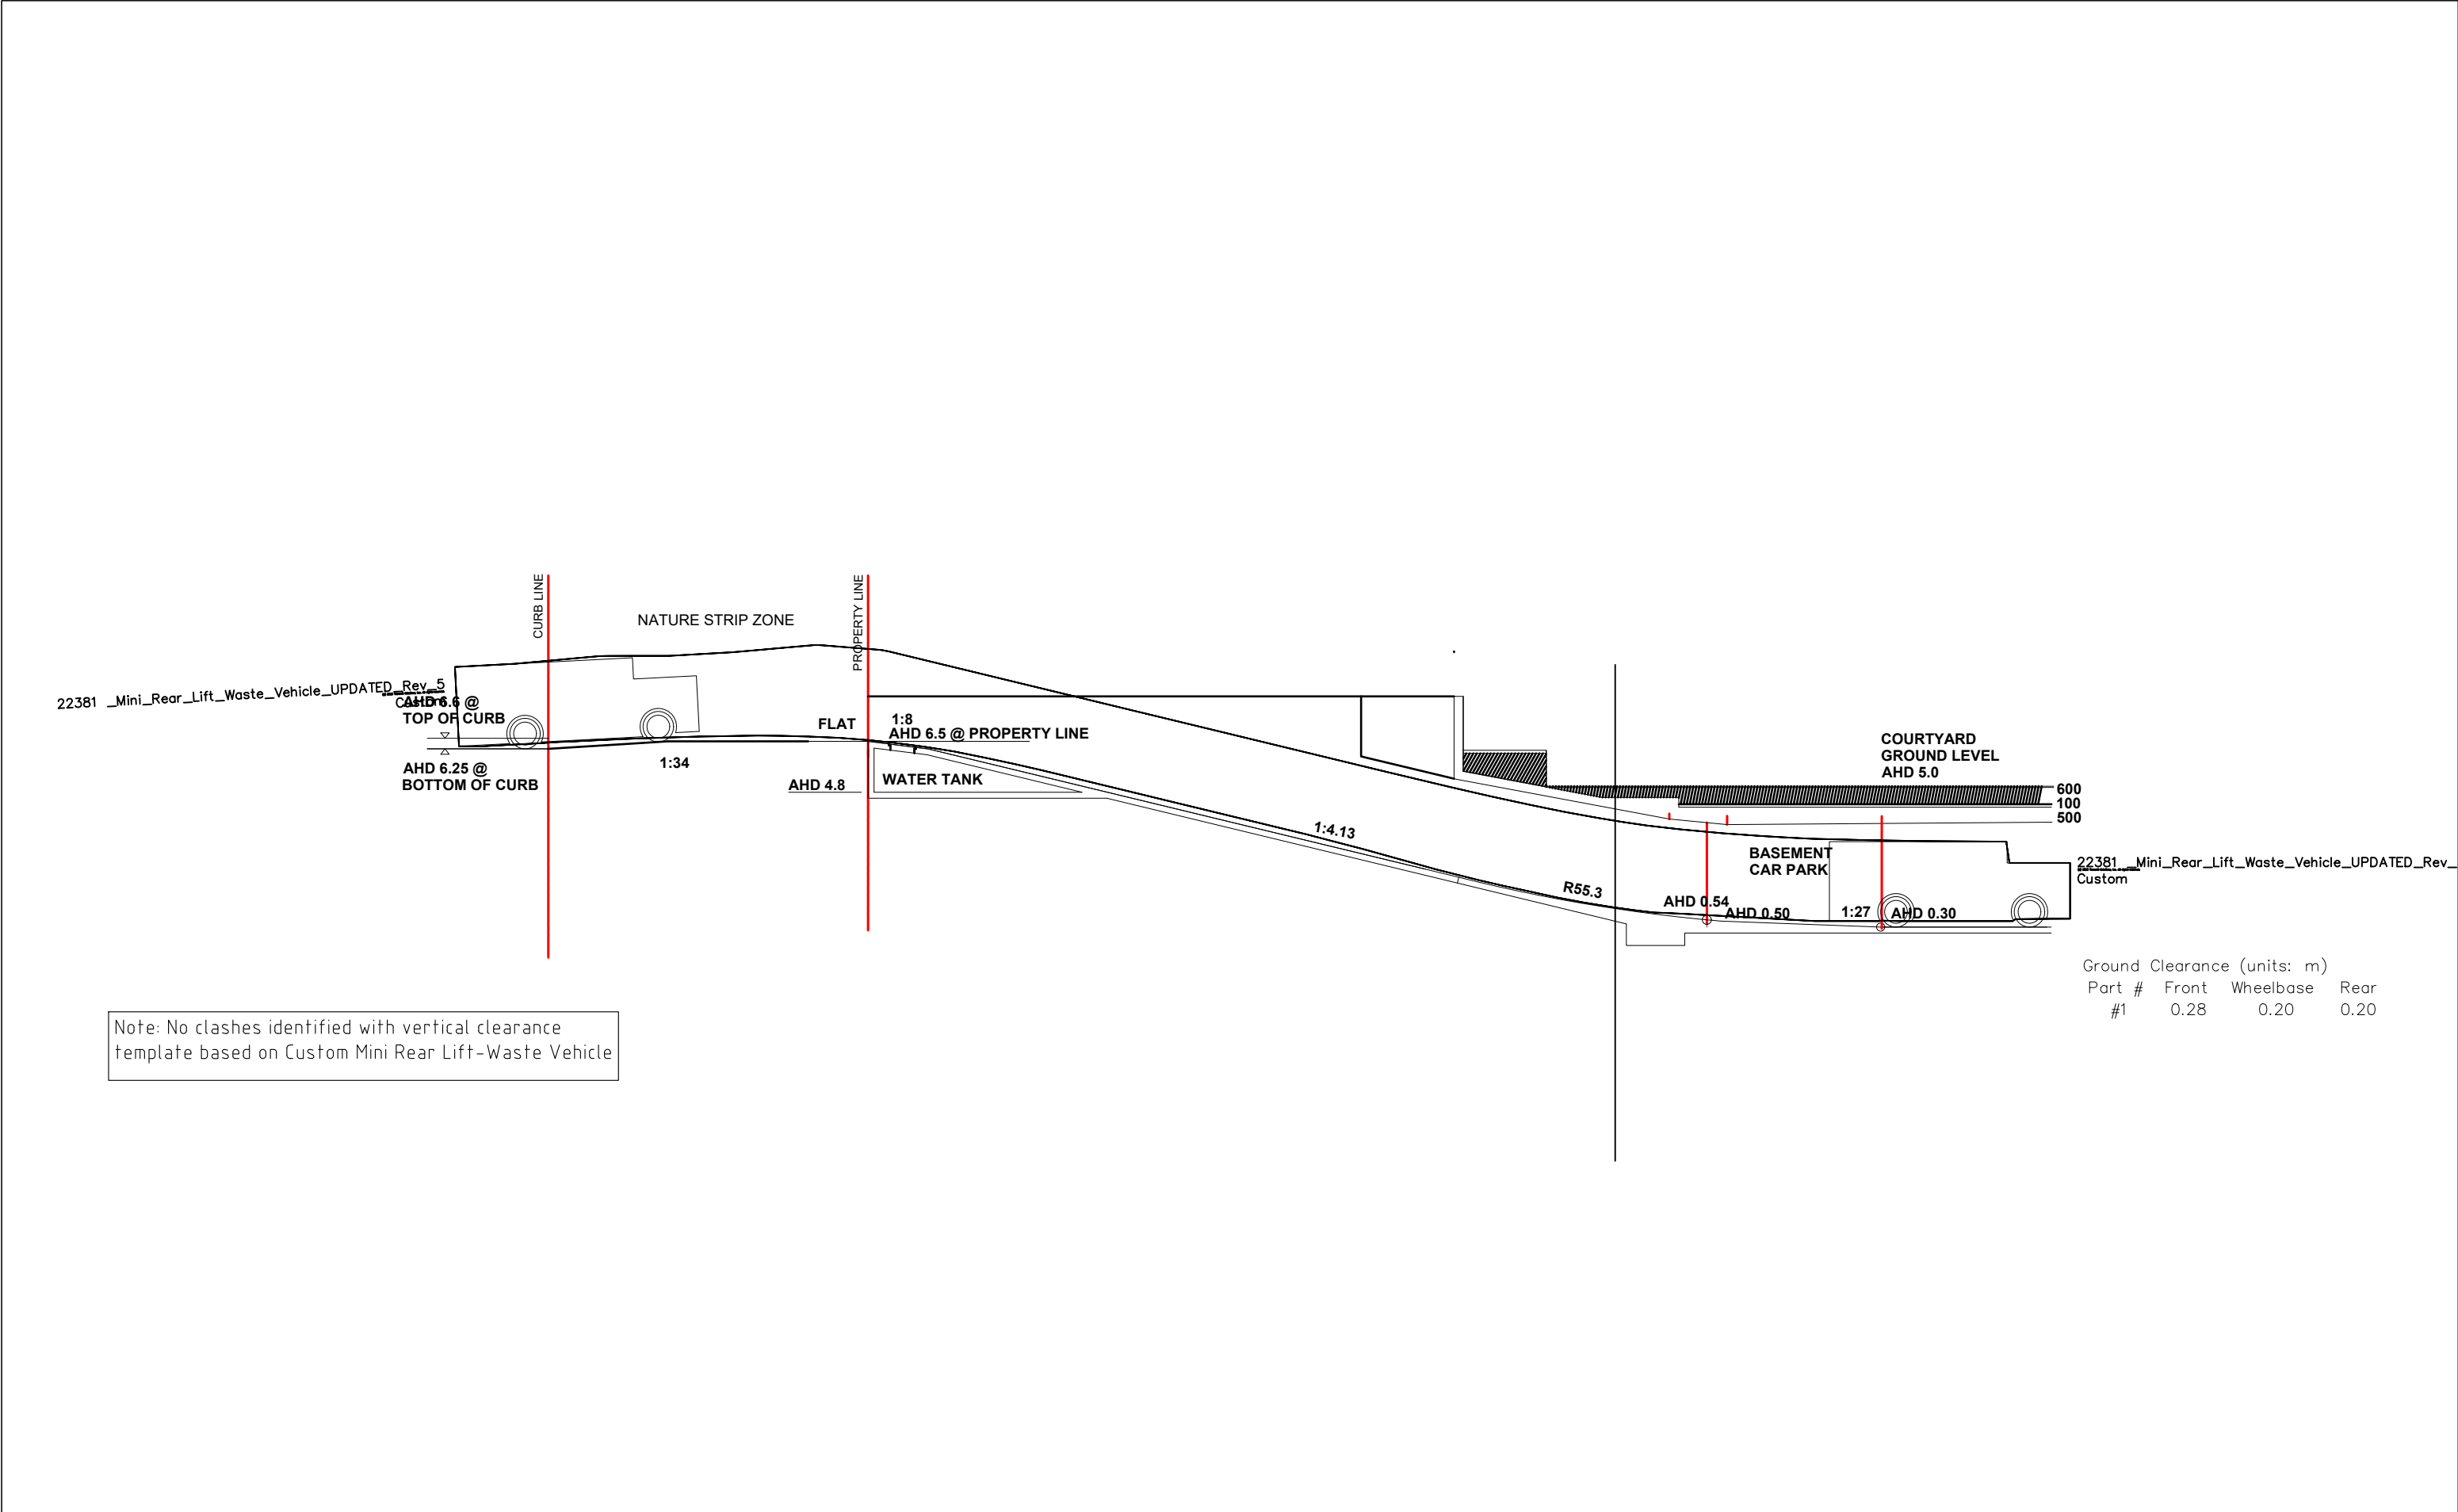 CURB LINE
PROPERTY LINE
NATURE STRIP ZONE
22381 _Mini_Rear_Lift_Waste_Vehicle_UPDATED_Rev_5
Custom
AHD 6.6 @
TOP OF CURB
AHD 6.25 @
BOTTOM OF CURB
1:34
FLAT
1:8
AHD 6.5 @ PROPERTY LINE
WATER TANK
AHD 4.8
1:4.13
R55.3
COURTYARD
GROUND LEVEL
AHD 5.0
600
100
500
BASEMENT
CAR PARK
AHD 0.54
AHD 0.50
1:27
AHD 0.30
22381 _Mini_Rear_Lift_Waste_Vehicle_UPDATED_Rev_
Custom
Ground Clearance (units: m)
Part # Front Wheelbase Rear
#1 0.28 0.20 0.20
Note: No clashes identified with vertical clearance
template based on Custom Mini Rear Lift-Waste Vehicle